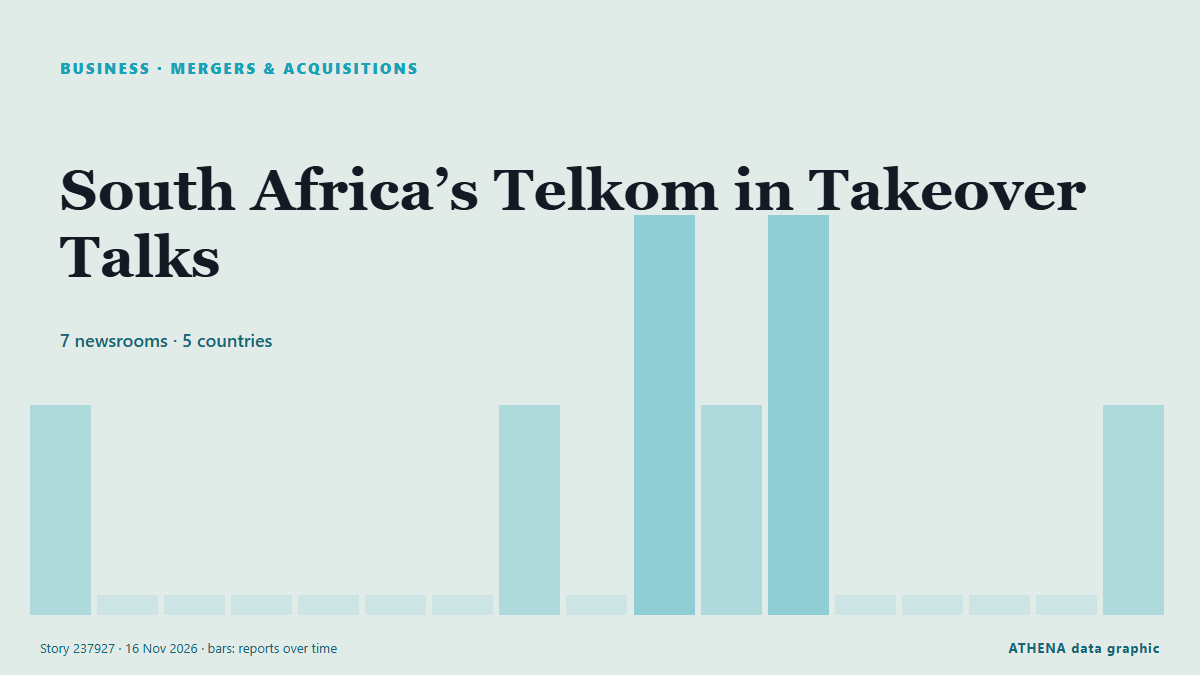 BUSINESS · MERGERS & ACQUISITIONS
South Africa’s Telkom in Takeover
Talks
7 newsrooms · 5 countries
Story 237927 · 16 Nov 2026 · bars: reports over time
ATHENA data graphic